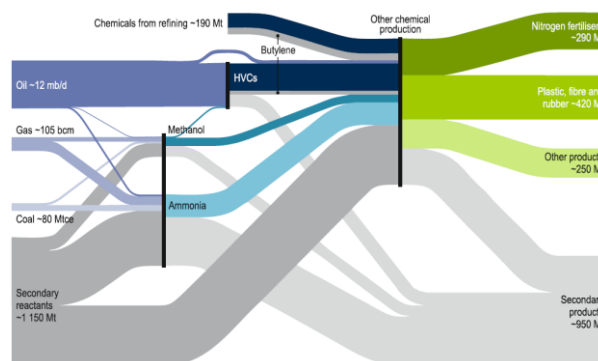 Chemicals from refining ~190 Mt
Other chemical
production
Nitrogen fertilise
~290 M
Butylene
Oil ~12 mb/d
HVCs
Plastic, fibre an
rubber ~420 M
Gas ~105 bcm
Methanol
Other product
~250 M
Coal ~80 Mtce
Ammonia
Secondary
reactants
~1 150 Mt
Secondar
product
~950 M